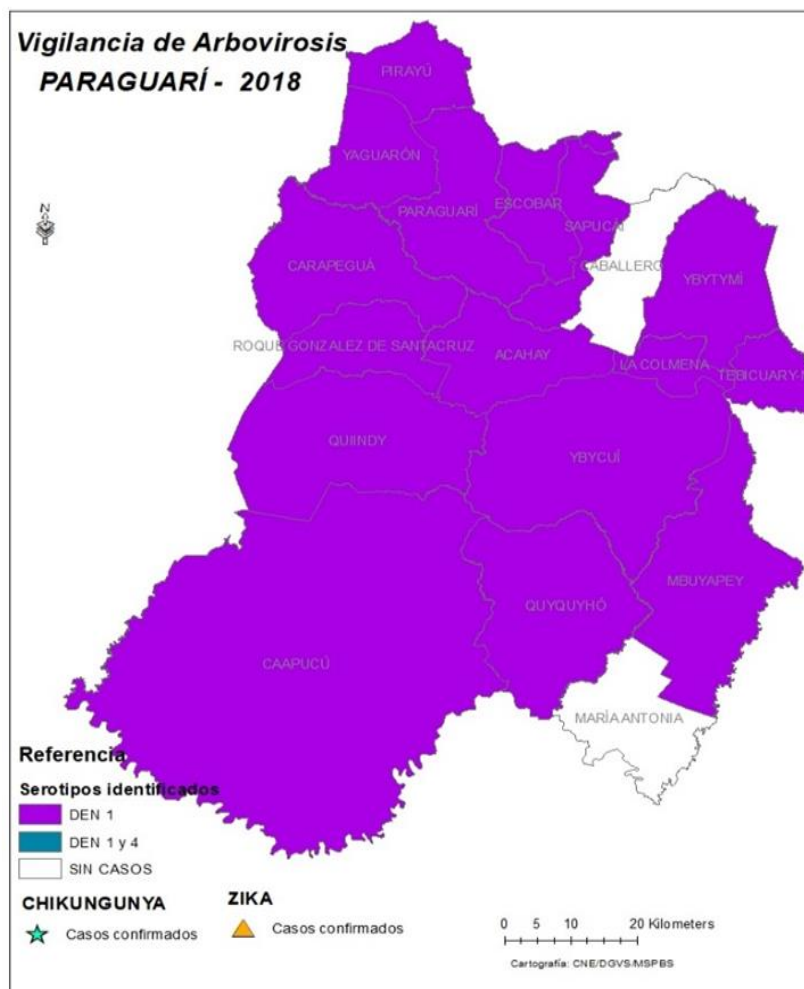 Vigilancia de Arbovirosis
PARAGUARÍ - 2018
PIRAYÚ
N
YAGUARÓN
ESCOBAR
PARAGUARÍ
SAPUCAI
CARAPEGUÁ
CABALLERO
YBYTYMÍ
ROQUE GONZALEZ DE SANTACRUZ
ACAHAY
LA COLMENA
TEBICUARY-M
QUIINDY
YBYCUÍ
MBUYAPEY
QUYQUYHÓ
CAAPUCÚ
MARÍA ANTONIA
Referencia
Serotipos identificados
DEN 1
DEN 1 y 4
SIN CASOS
CHIKUNGUNYA
ZIKA
Casos confirmados
Casos confirmados
0 5 10 20 Kilometers
Cartografía: CNE/DGVS/MSPBS